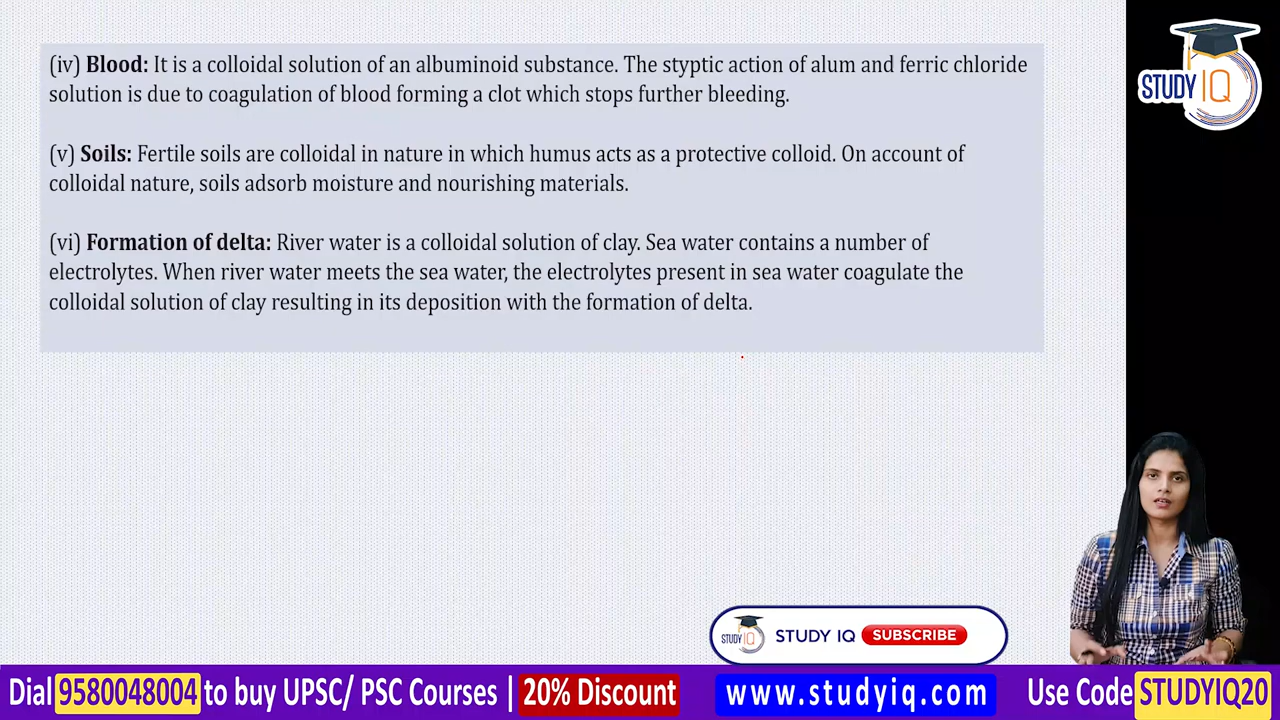 (iv) Blood: It is a colloidal solution of an albuminoid substance. The styptic action of alum and ferric chloride
solution is due to coagulation of blood forming a clot which stops further bleeding.
(v) Soils: Fertile soils are colloidal in nature in which humus acts as a protective colloid. On account of
colloidal nature, soils adsorb moisture and nourishing materials.
(vi) Formation of delta: River water is a colloidal solution of clay. Sea water contains a number of
electrolytes. When river water meets the sea water, the electrolytes present in sea water coagulate the
colloidal solution of clay resulting in its deposition with the formation of delta.
STUDY IQ
STUDY IQ
STUDY IQ SUBSCRIBE
Dial 9580048004 to buy UPSC/ PSC Courses | 20% Discount www.studyiq.com Use Code STUDYIQ20